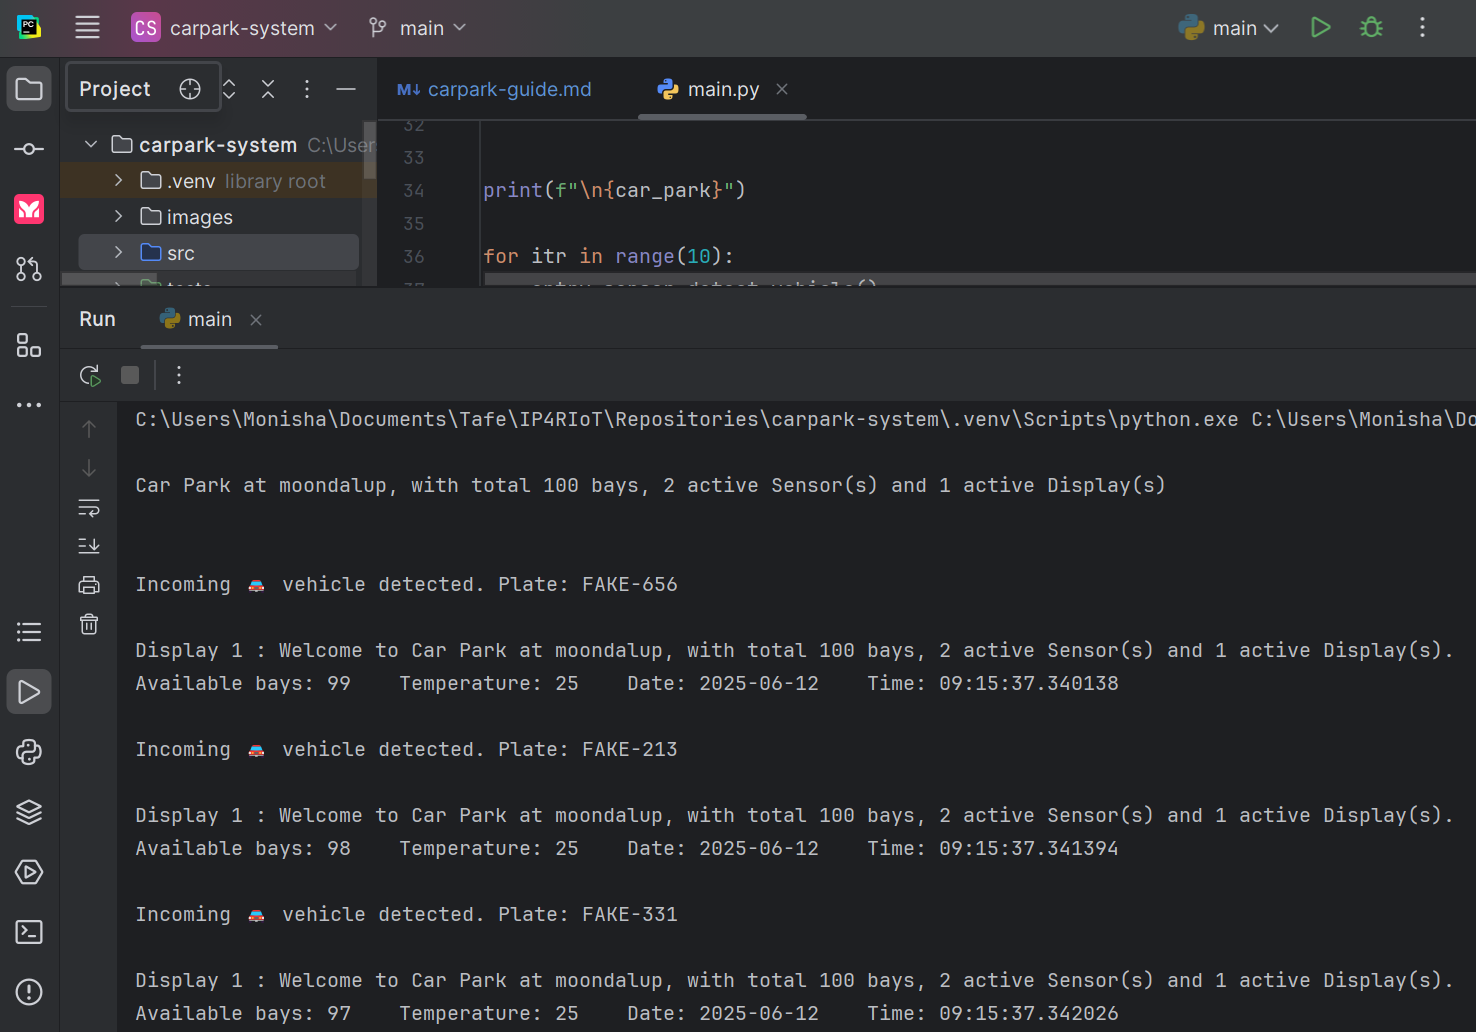 PC
CS carpark-system main main
Project
carpark-guide.md
main.py
carpark-system C:\User
.venv library root
images
src
32
33
34 print(f"\n{car_park}")
35
36 for itr in range(10):
Run main
C:\Users\Monisha\Documents\Tafe\IP4RIoT\Repositories\carpark-system\.venv\Scripts\python.exe C:\Users\Monisha\Do
Car Park at moondalup, with total 100 bays, 2 active Sensor(s) and 1 active Display(s)
Incoming 🚘 vehicle detected. Plate: FAKE-656
Display 1 : Welcome to Car Park at moondalup, with total 100 bays, 2 active Sensor(s) and 1 active Display(s).
Available bays: 99 Temperature: 25 Date: 2025-06-12 Time: 09:15:37.340138
Incoming 🚘 vehicle detected. Plate: FAKE-213
Display 1 : Welcome to Car Park at moondalup, with total 100 bays, 2 active Sensor(s) and 1 active Display(s).
Available bays: 98 Temperature: 25 Date: 2025-06-12 Time: 09:15:37.341394
Incoming 🚘 vehicle detected. Plate: FAKE-331
Display 1 : Welcome to Car Park at moondalup, with total 100 bays, 2 active Sensor(s) and 1 active Display(s).
Available bays: 97 Temperature: 25 Date: 2025-06-12 Time: 09:15:37.342026